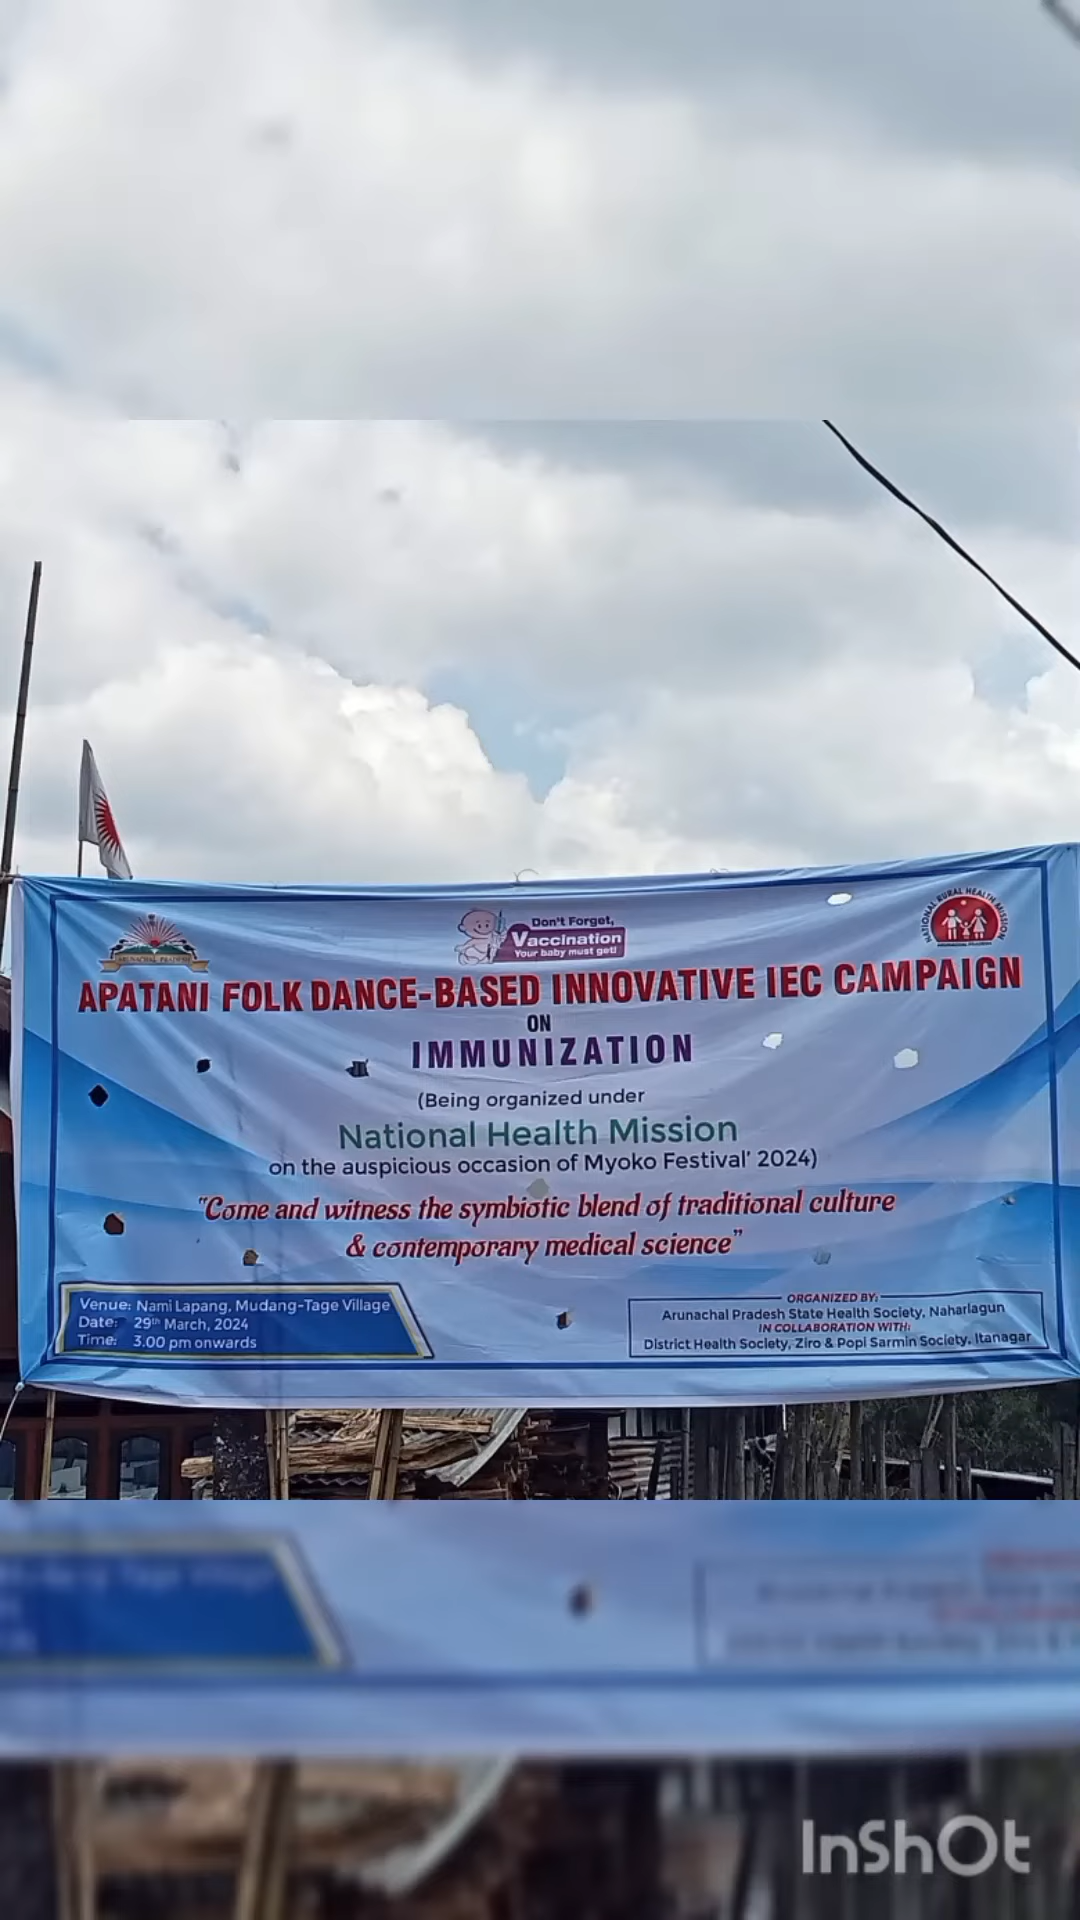 ARUNACHAL PRADESH
Don't Forget,
Vaccination
Your baby must get!
NATIONAL RURAL HEALTH MISSION
APATANI FOLK DANCE-BASED INNOVATIVE IEC CAMPAIGN
ON
IMMUNIZATION
(Being organized under
National Health Mission
on the auspicious occasion of Myoko Festival' 2024)
"Come and witness the symbiotic blend of traditional culture
& contemporary medical science"
Venue: Nami Lapang, Mudang-Tage Village
Date: 29th March, 2024
Time: 3.00 pm onwards
ORGANIZED BY:
Arunachal Pradesh State Health Society, Naharlagun
IN COLLABORATION WITH:
District Health Society, Ziro & Popi Sarmin Society, Itanagar
InShOt